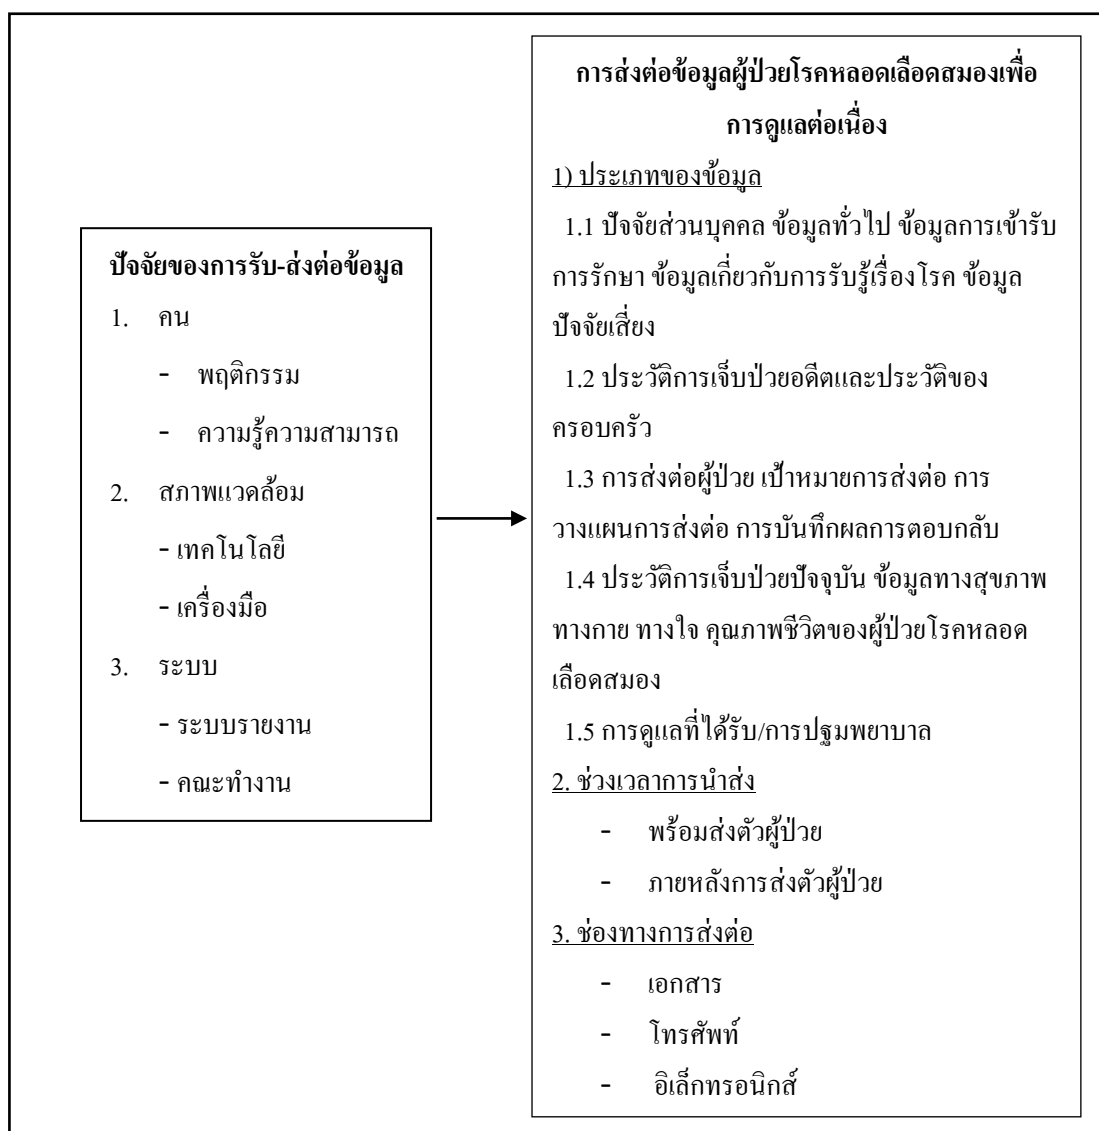 ปัจจัยของการรับ-ส่งต่อข้อมูล
1. คน
- พฤติกรรม
- ความรู้ความสามารถ
2. สภาพแวดล้อม
- เทคโนโลยี
- เครื่องมือ
3. ระบบ
- ระบบรายงาน
- คณะทำงาน
การส่งต่อข้อมูลผู้ป่วยโรคหลอดเลือดสมองเพื่อ
การดูแลต่อเนื่อง
1) ประเภทของข้อมูล
1.1 ปัจจัยส่วนบุคคล ข้อมูลทั่วไป ข้อมูลการเข้ารับ
การรักษา ข้อมูลเกี่ยวกับการรับรู้เรื่องโรค ข้อมูล
ปัจจัยเสี่ยง
1.2 ประวัติการเจ็บป่วยอดีตและประวัติของ
ครอบครัว
1.3 การส่งต่อผู้ป่วย เป้าหมายการส่งต่อ การ
วางแผนการส่งต่อ การบันทึกผลการตอบกลับ
1.4 ประวัติการเจ็บป่วยปัจจุบัน ข้อมูลทางสุขภาพ
ทางกาย ทางใจ คุณภาพชีวิตของผู้ป่วยโรคหลอด
เลือดสมอง
1.5 การดูแลที่ได้รับ/การปฐมพยาบาล
2. ช่วงเวลาการนำส่ง
- พร้อมส่งตัวผู้ป่วย
- ภายหลังการส่งตัวผู้ป่วย
3. ช่องทางการส่งต่อ
- เอกสาร
- โทรศัพท์
- อิเล็กทรอนิกส์